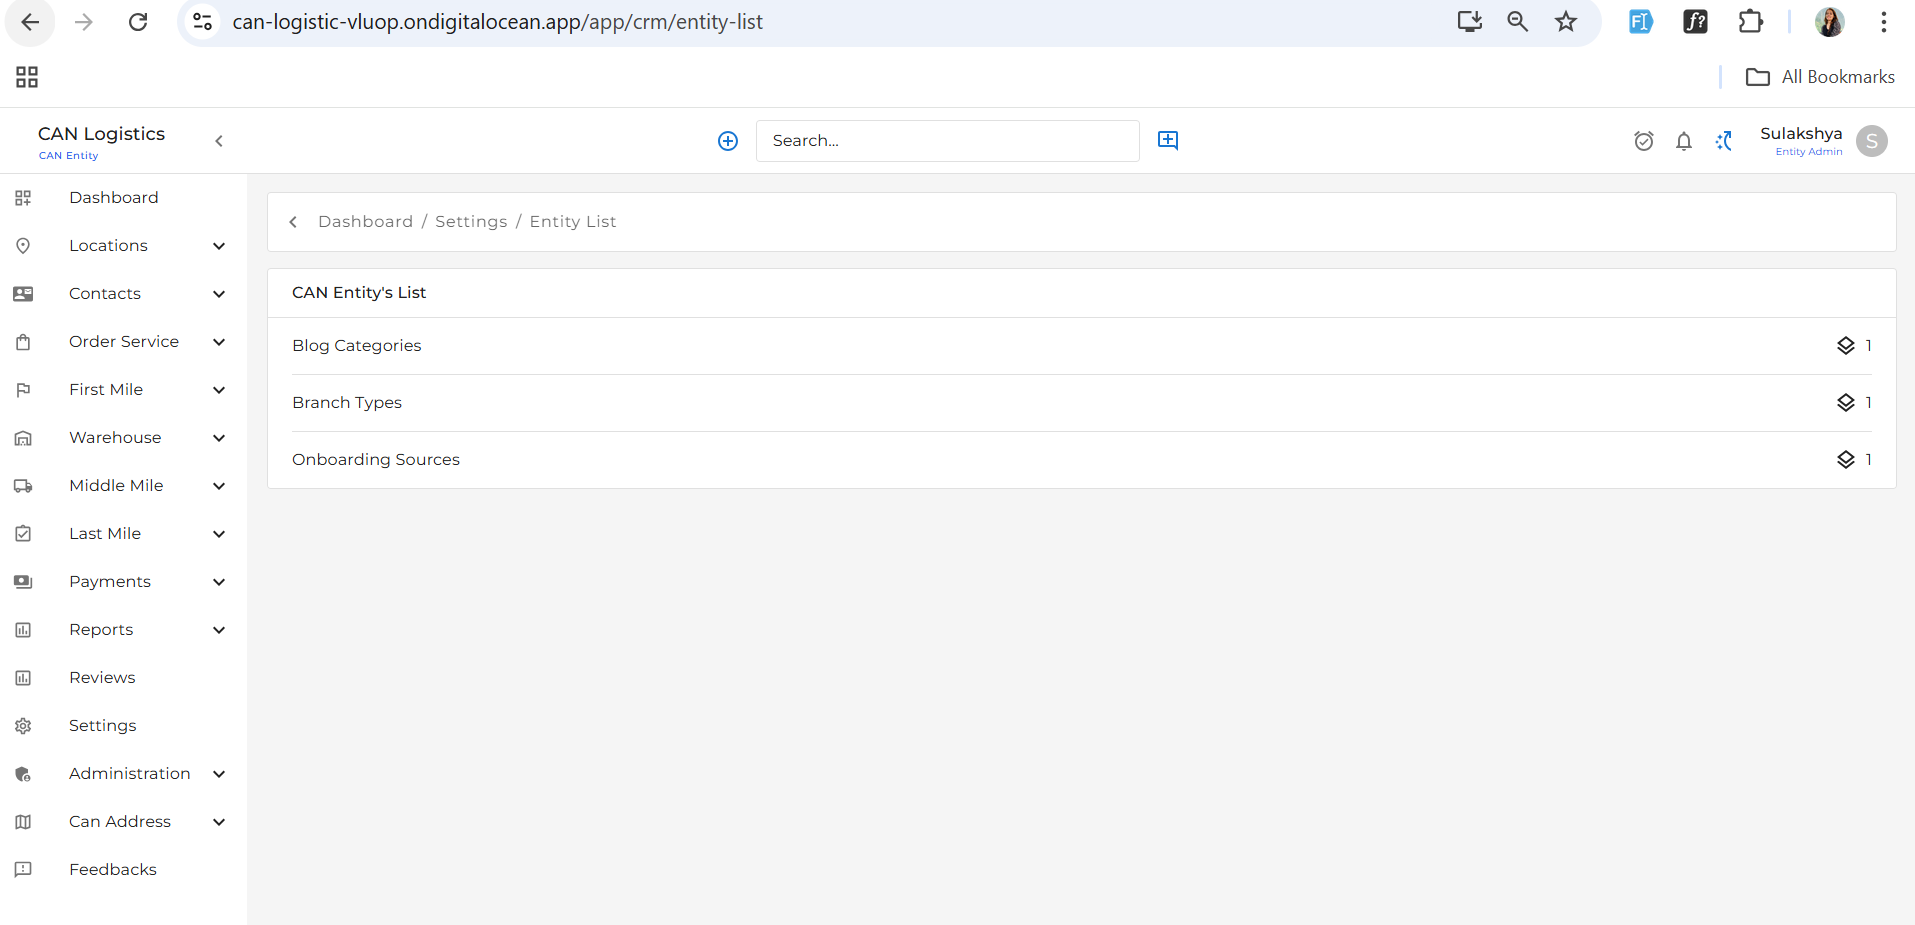 can-logistic-vluop.ondigitalocean.app/app/crm/entity-list
All Bookmarks
CAN Logistics
CAN Entity
Search...
Sulakshya
Entity Admin
S
Dashboard
Locations
Contacts
Order Service
First Mile
Warehouse
Middle Mile
Last Mile
Payments
Reports
Reviews
Settings
Administration
Can Address
Feedbacks
Dashboard / Settings / Entity List
CAN Entity's List
Blog Categories 1
Branch Types 1
Onboarding Sources 1